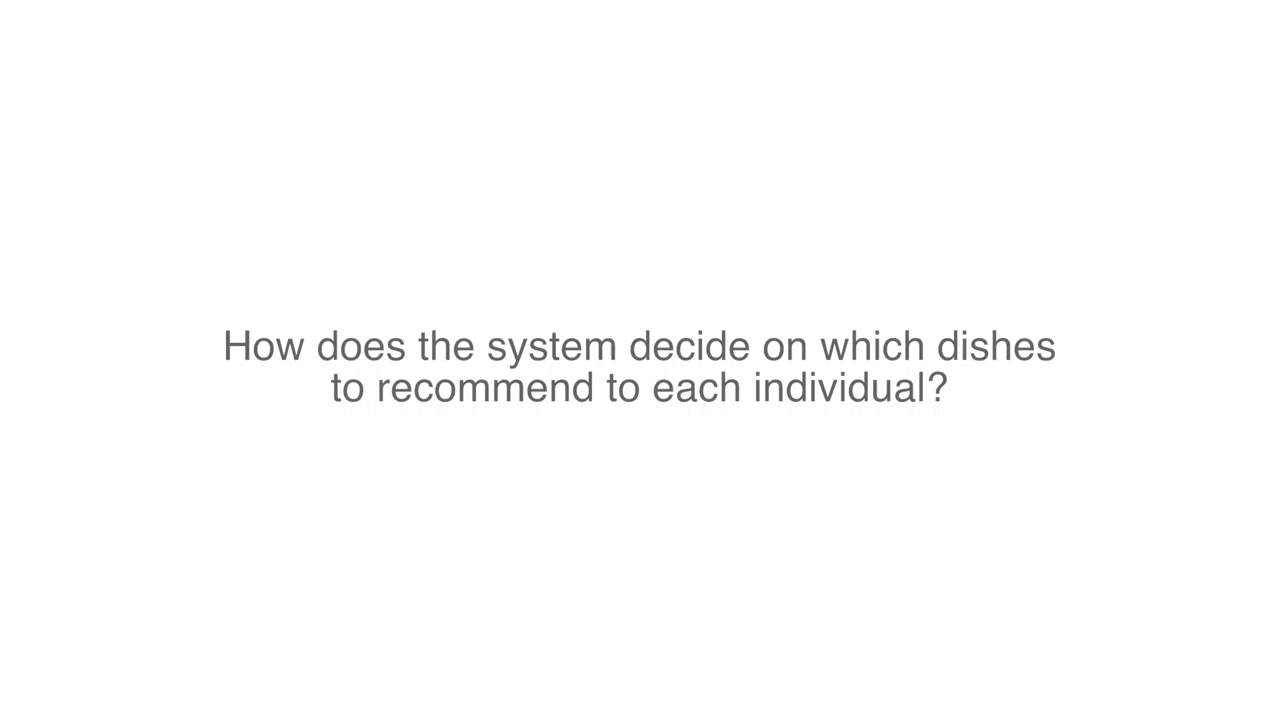 How does the system decide on which dishes
to recommend to each individual?